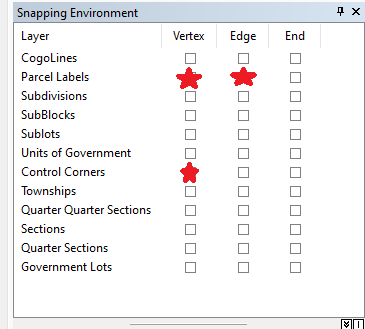 Snapping Environment
Layer Vertex Edge End
CogoLines
Parcel Labels
Subdivisions
SubBlocks
Sublots
Units of Government
Control Corners
Townships
Quarter Quarter Sections
Sections
Quarter Sections
Government Lots